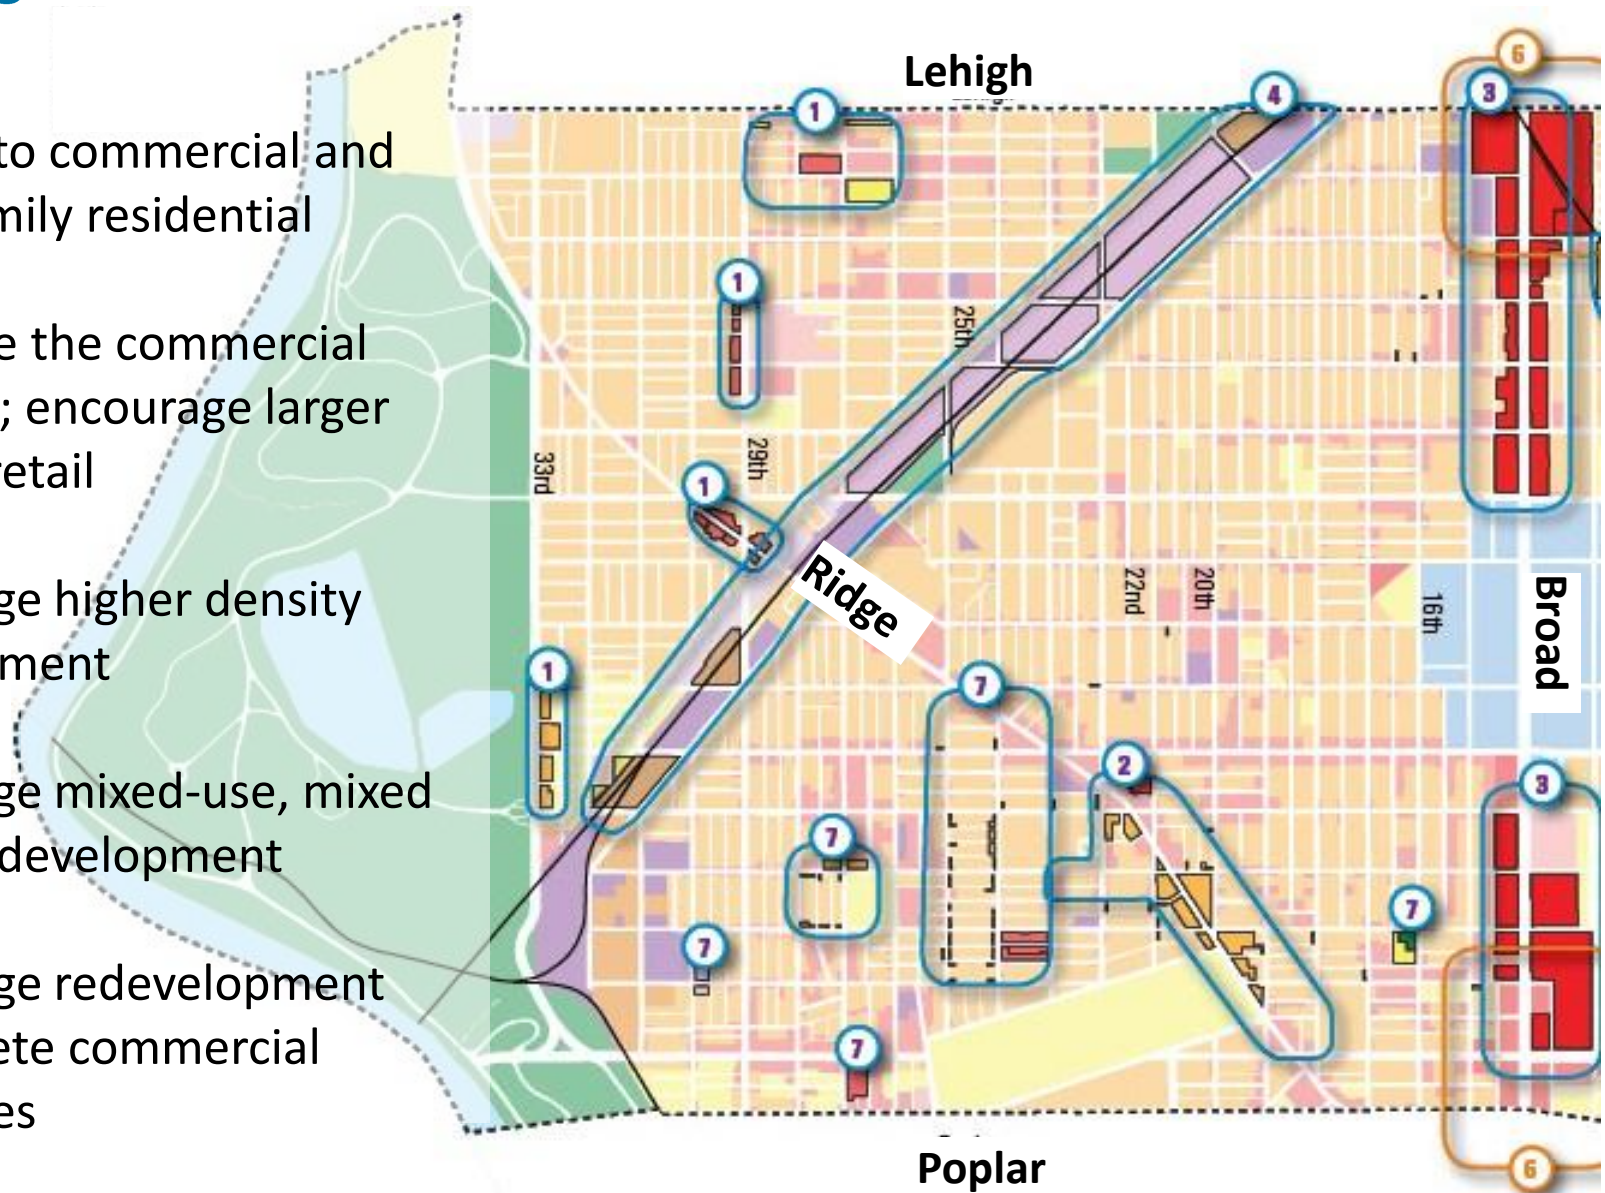 to commercial and
mily residential
e the commercial
; encourage larger
retail
ge higher density
ment
ge mixed-use, mixed
development
ge redevelopment
ete commercial
es
Lehigh
6
1
4
3
1
25th
29th
33rd
1
Ridge
22nd
20th
16th
Broad
1
7
2
3
7
7
7
7
Poplar
6